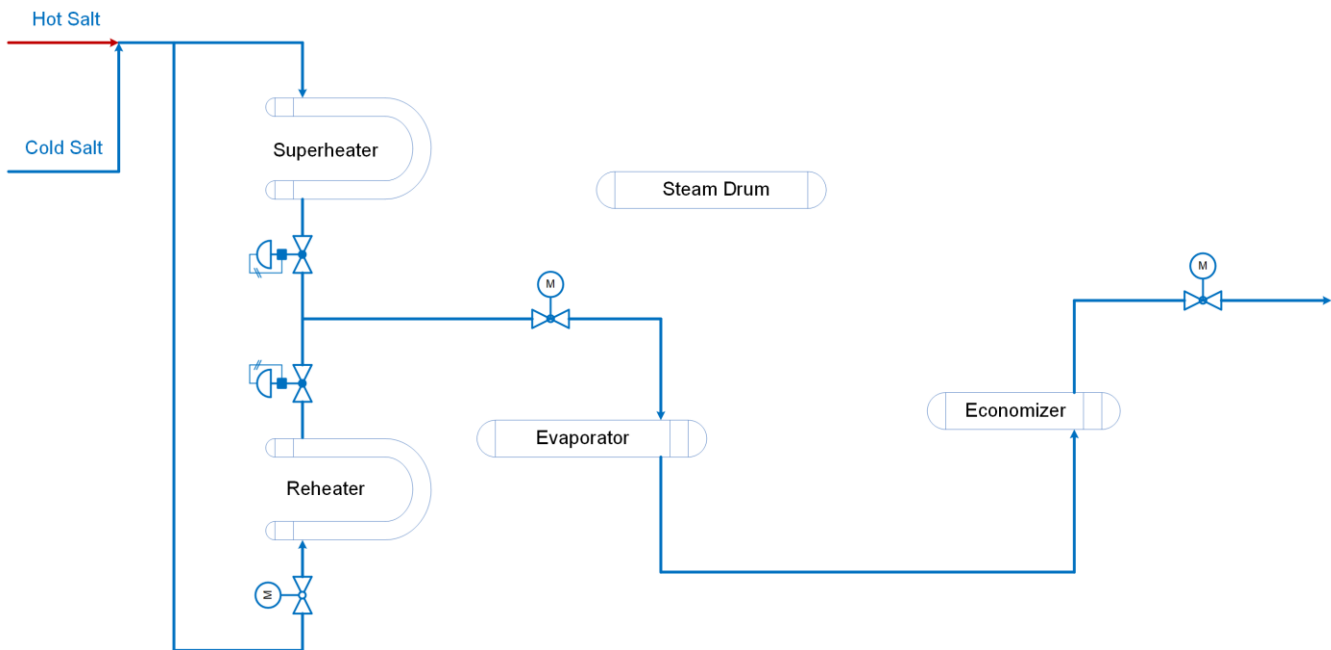 Hot Salt
Cold Salt
Superheater
Steam Drum
M
M
Economizer
Evaporator
Reheater
M